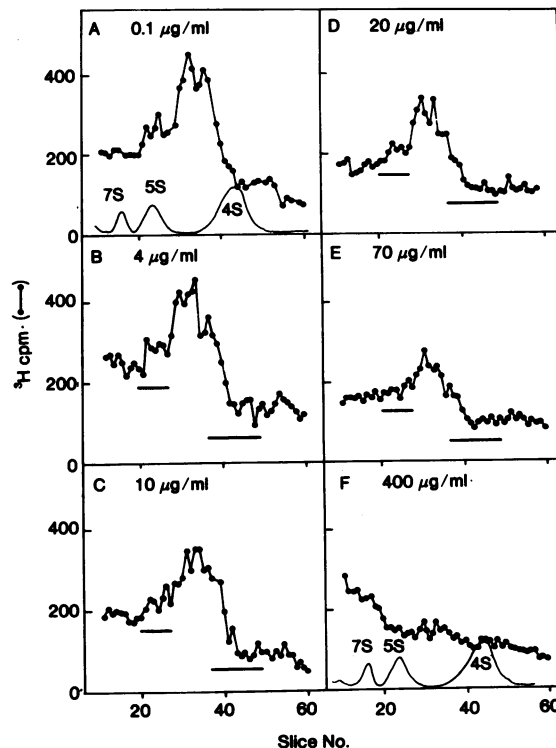 A 0.1 µg/ml
400
200
0
7S
5S
4S
B 4 µg/ml
400
200
0
C 10 µg/ml
400
200
0
20 40 60
D 20 µg/ml
E 70 µg/ml
F 400 µg/ml
7S
5S
4S
20 40 60
³H cpm· (•—•)
Slice No.